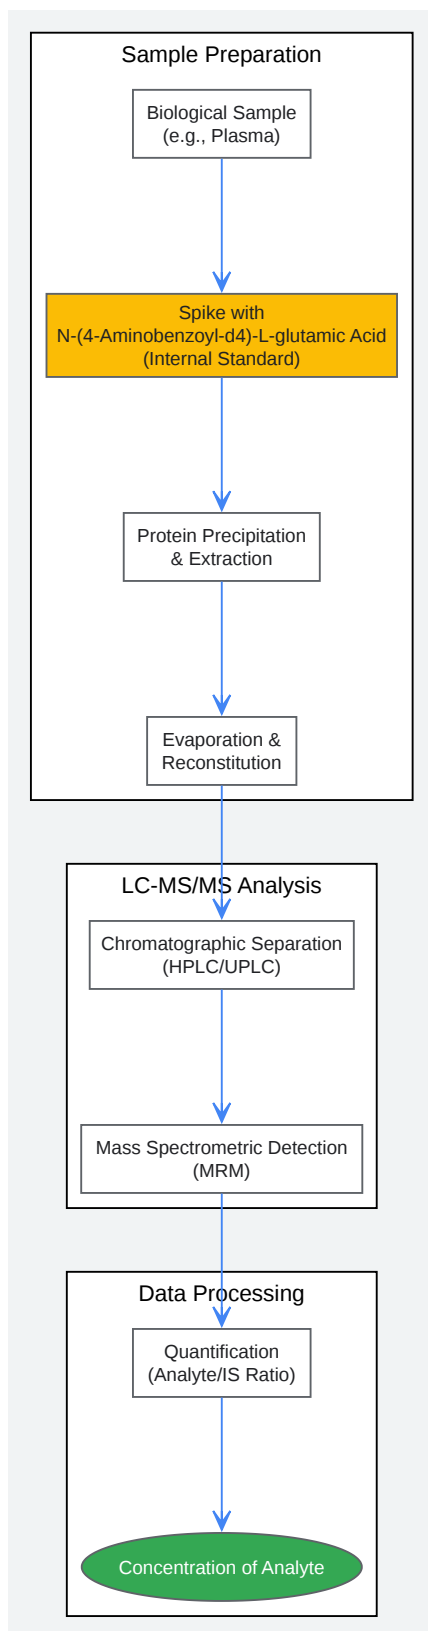 Sample Preparation
Biological Sample
(e.g., Plasma)
Spike with
N-(4-Aminobenzoyl-d4)-L-glutamic Acid
(Internal Standard)
Protein Precipitation
& Extraction
Evaporation &
Reconstitution
LC-MS/MS Analysis
Chromatographic Separation
(HPLC/UPLC)
Mass Spectrometric Detection
(MRM)
Data Processing
Quantification
(Analyte/IS Ratio)
Concentration of Analyte